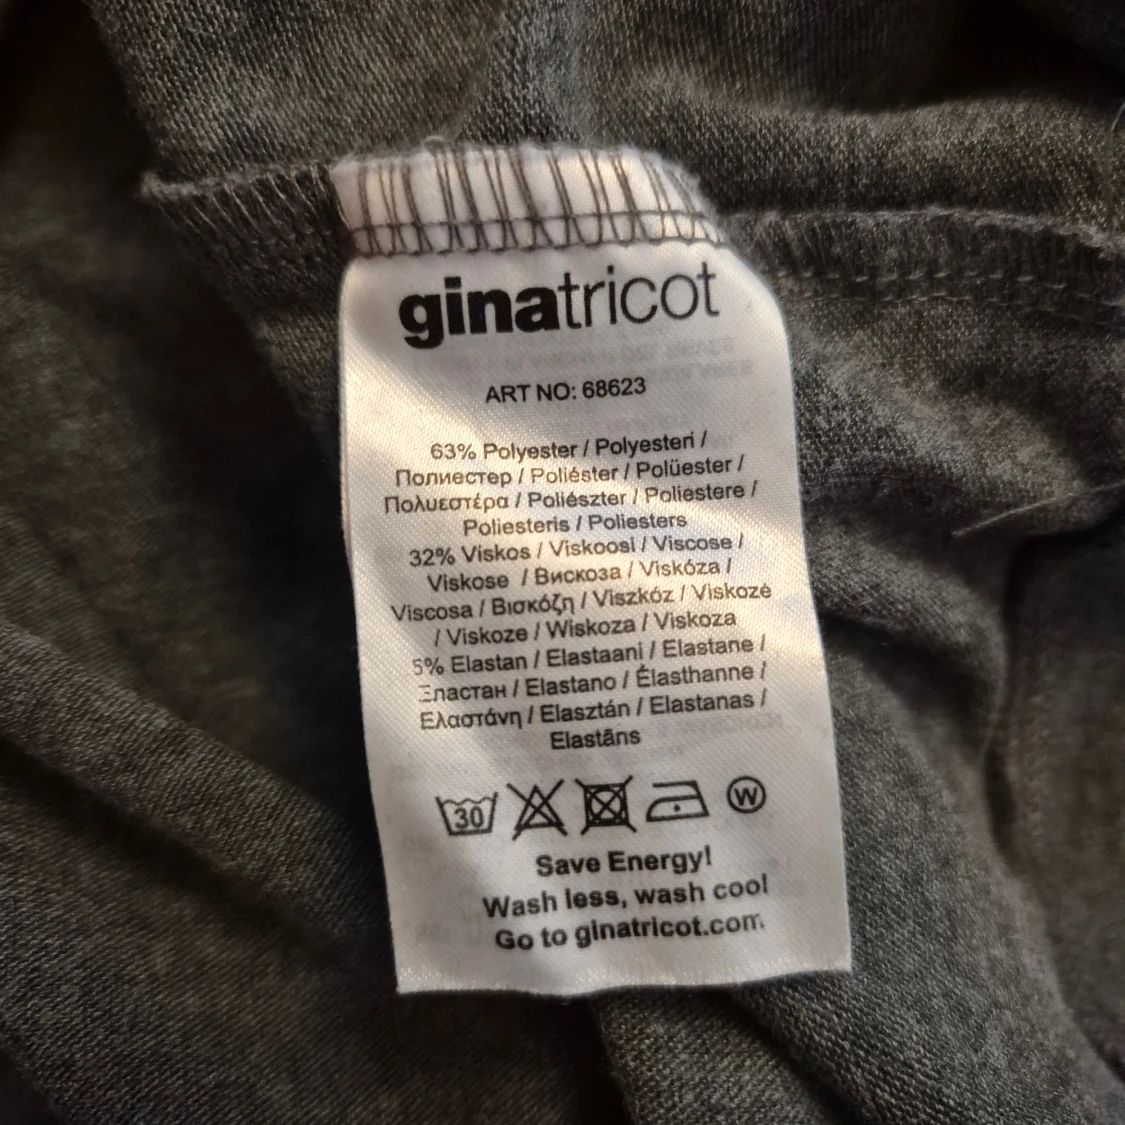 ginatricot
ART NO: 68623
63% Polyester / Polyesteri /
Полиестер / Poliéster / Polüester /
Πολυεστέρα / Poliészter / Poliestere /
Poliesteris / Poliesters
32% Viskos / Viskoosi / Viscose /
Viskose / Вискоза / Viskóza /
Viscosa / Βισκόζη / Viszkóz / Viskozė
/ Viskoze / Wiskoza / Viskoza
5% Elastan / Elastaani / Elastane /
Еластан / Elastano / Élasthanne /
Ελαστάνη / Elasztán / Elastanas /
Elastāns
30 W
Save Energy!
Wash less, wash cool
Go to ginatricot.com